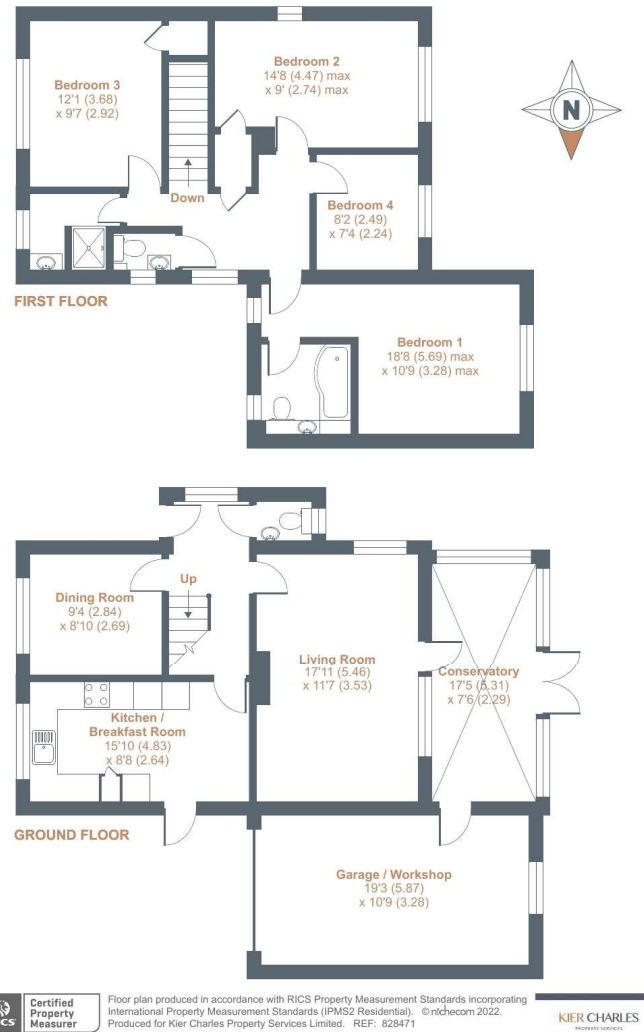 Bedroom 3
12'1 (3.68)
x 9'7 (2.92)
Bedroom 2
14'8 (4.47) max
x 9' (2.74) max
N
Down
Bedroom 4
8'2 (2.49)
x 7'4 (2.24)
FIRST FLOOR
Bedroom 1
18'8 (5.69) max
x 10'9 (3.28) max
Dining Room
9'4 (2.84)
x 8'10 (2.69)
Up
Living Room
17'11 (5.46)
x 11'7 (3.53)
Conservatory
17'5 (5.31)
x 7'6 (2.29)
Kitchen /
Breakfast Room
15'10 (4.83)
x 8'8 (2.64)
GROUND FLOOR
Garage / Workshop
19'3 (5.87)
x 10'9 (3.28)
Certified
Property
Measurer
Floor plan produced in accordance with RICS Property Measurement Standards incorporating
International Property Measurement Standards (IPMS2 Residential). © 2022.
Produced for Kier Charles Property Services Limited. REF: 828471
KIER CHARLES
PROPERTY SERVICES